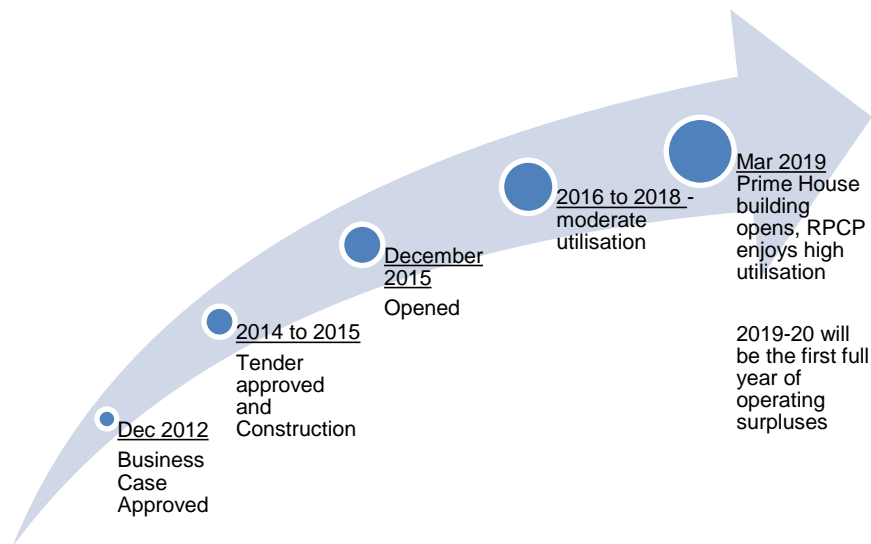 Dec 2012
Business
Case
Approved
2014 to 2015
Tender
approved
and
Construction
December
2015
Opened
2016 to 2018 -
moderate
utilisation
Mar 2019
Prime House
building
opens, RPCP
enjoys high
utilisation
2019-20 will
be the first full
year of
operating
surpluses